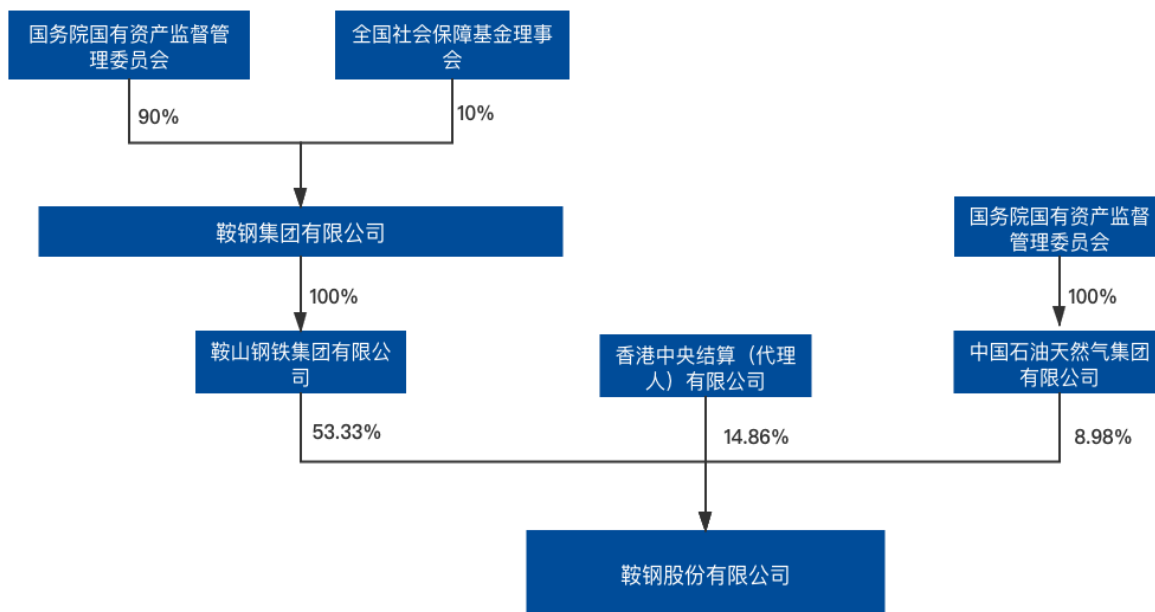 国务院国有资产监督管
理委员会
全国社会保障基金理事
会
90%
10%
鞍钢集团有限公司
国务院国有资产监督
管理委员会
100%
100%
鞍山钢铁集团有限公
司
香港中央结算（代理
人）有限公司
中国石油天然气集团
有限公司
53.33%
14.86%
8.98%
鞍钢股份有限公司